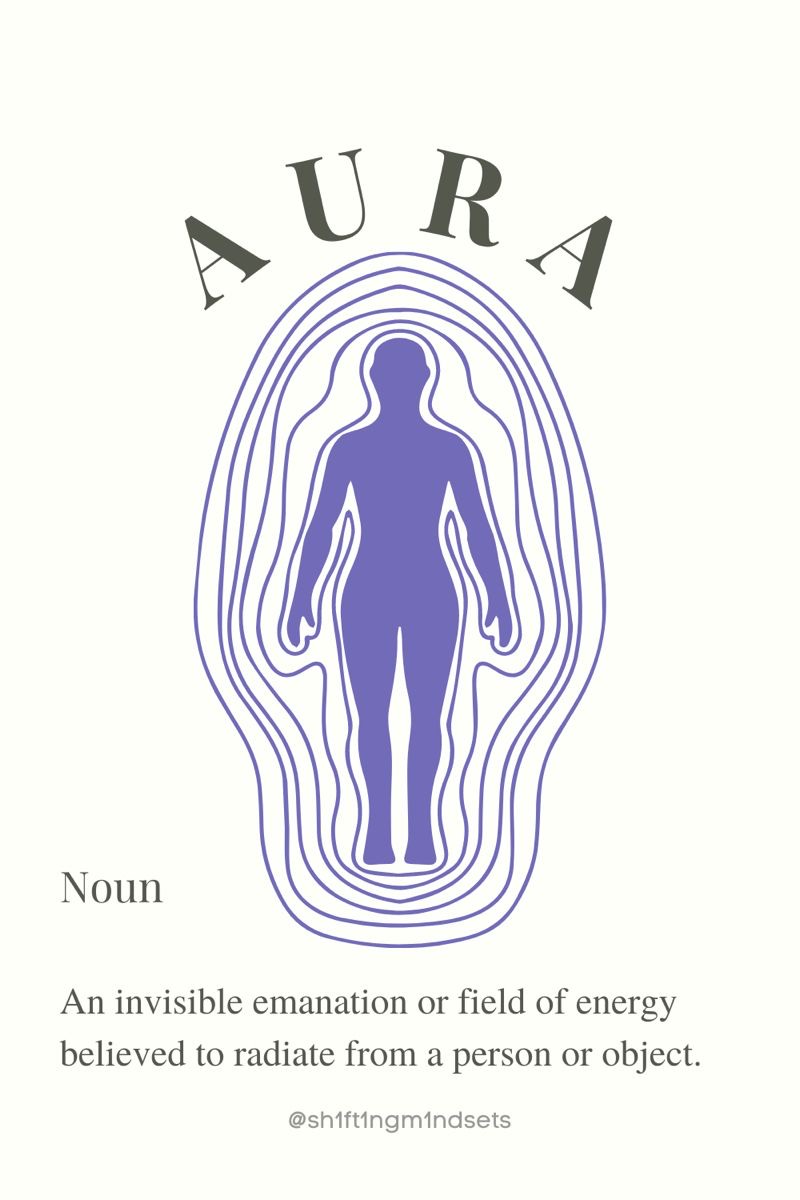 AURA
Noun
An invisible emanation or field of energy
believed to radiate from a person or object.
@sh1ft1ngm1ndsets